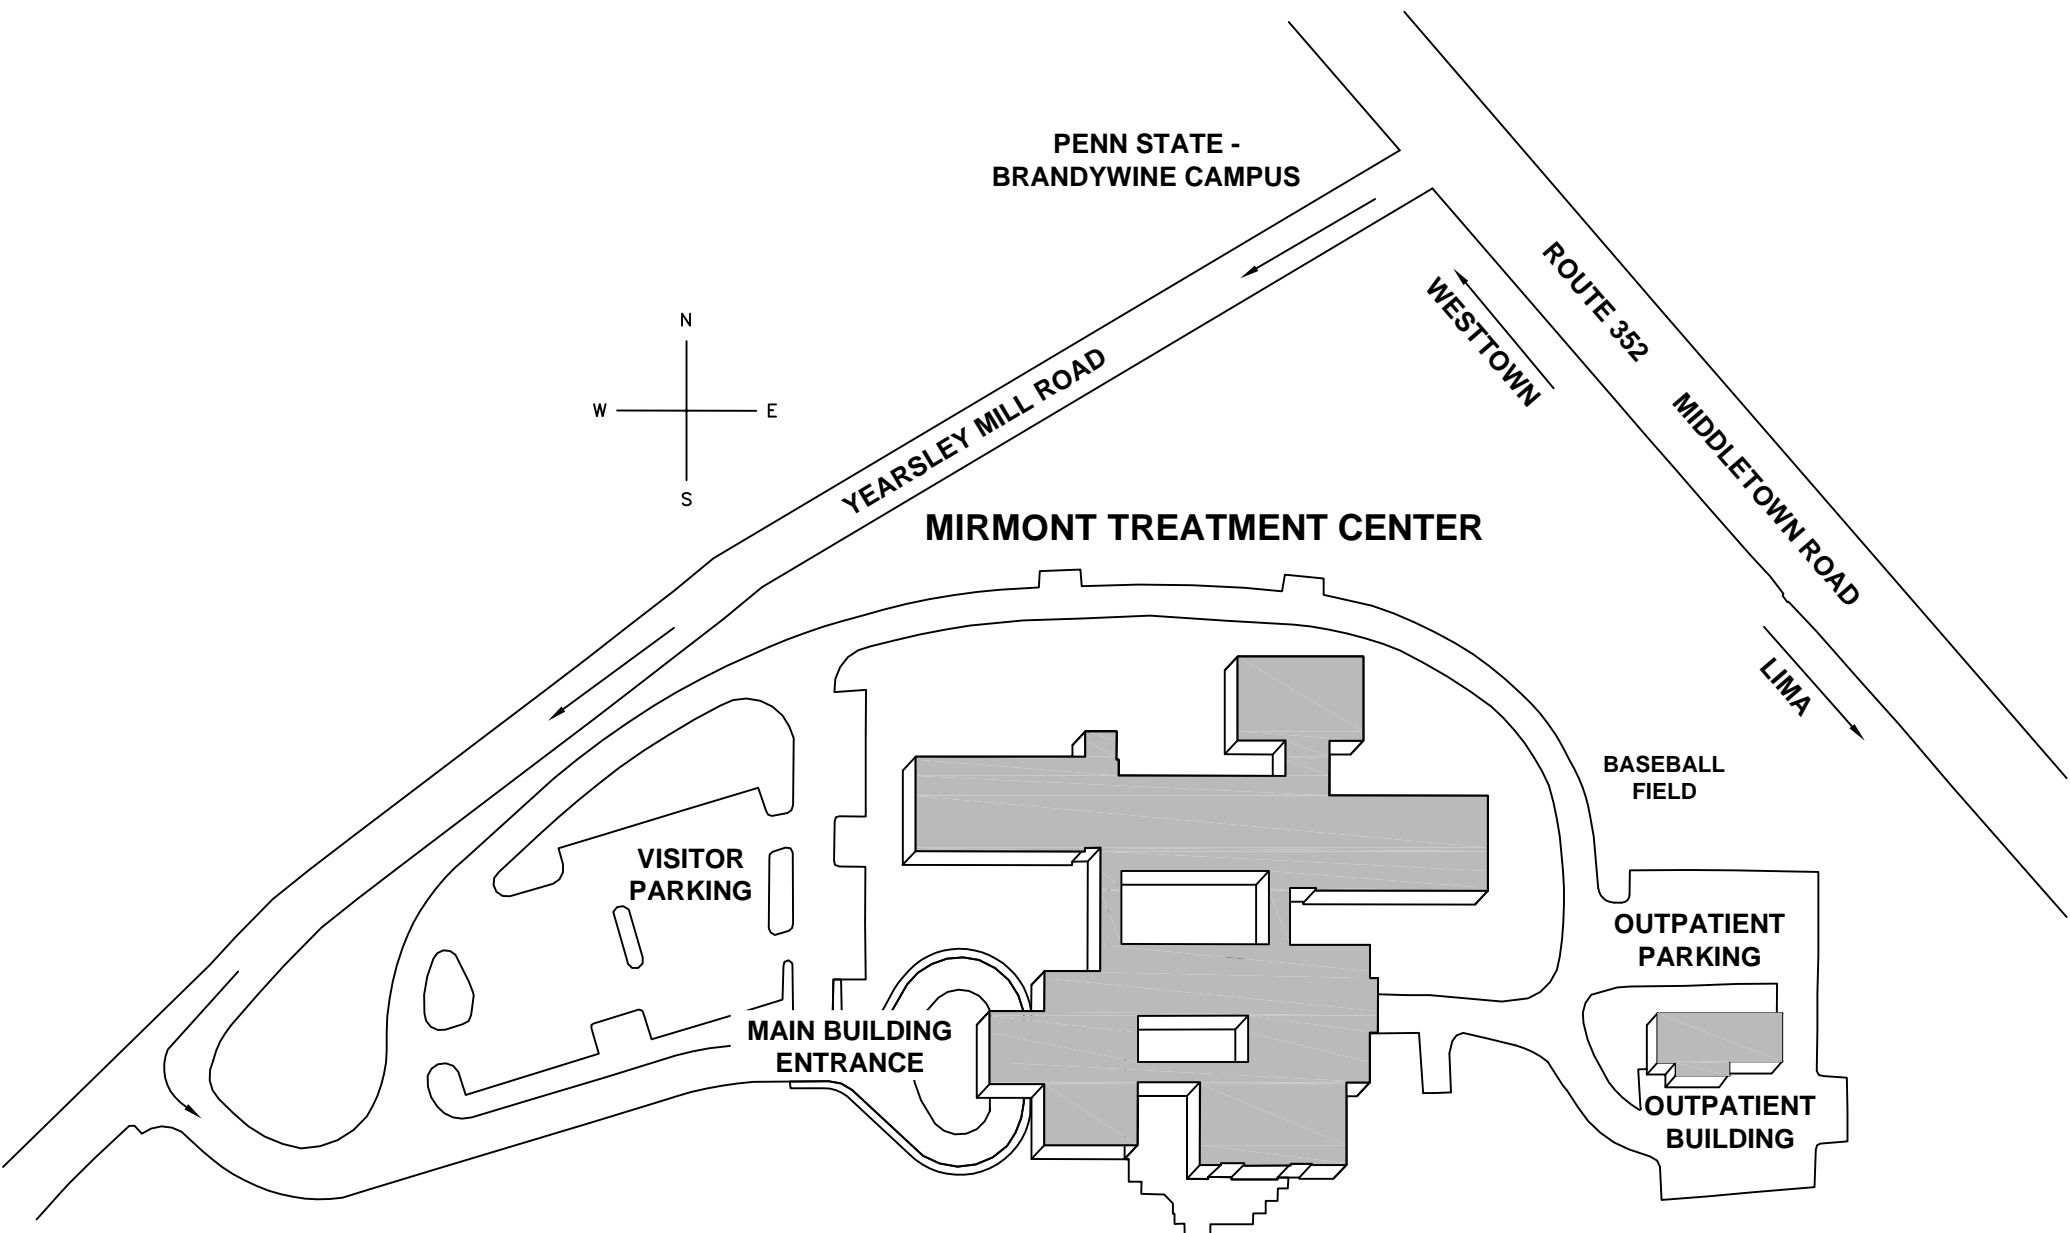 PENN STATE -
BRANDYWINE CAMPUS
ROUTE 352
MIDDLETOWN ROAD
WESTTOWN
N
W
E
S
YEARSLEY MILL ROAD
MIRMONT TREATMENT CENTER
LIMA
BASEBALL
FIELD
VISITOR
PARKING
OUTPATIENT
PARKING
MAIN BUILDING
ENTRANCE
OUTPATIENT
BUILDING